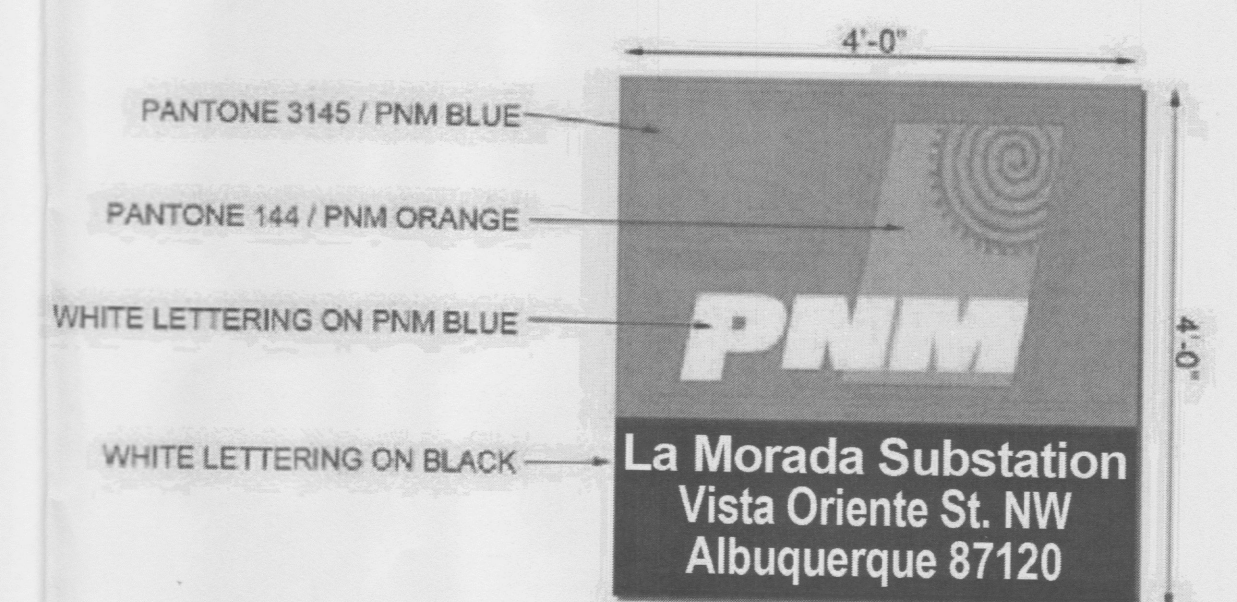 4'-0"
PANTONE 3145 / PNM BLUE
PANTONE 144 / PNM ORANGE
WHITE LETTERING ON PNM BLUE
PNM
4'-0"
WHITE LETTERING ON BLACK
La Morada Substation
Vista Oriente St. NW
Albuquerque 87120